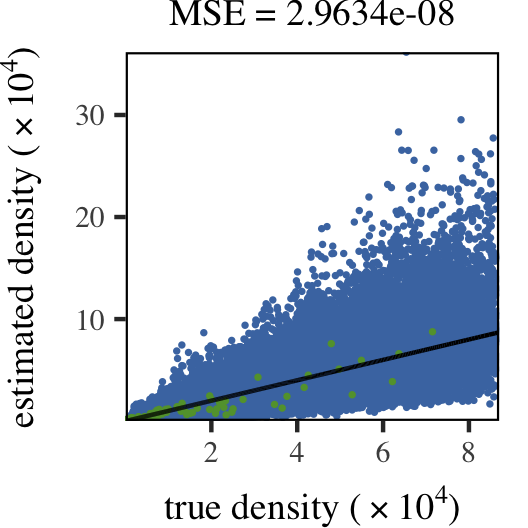 MSE = 2.9634e-08
estimated density ( × 10⁴)
30
20
10
2 4 6 8
true density ( × 10⁴)